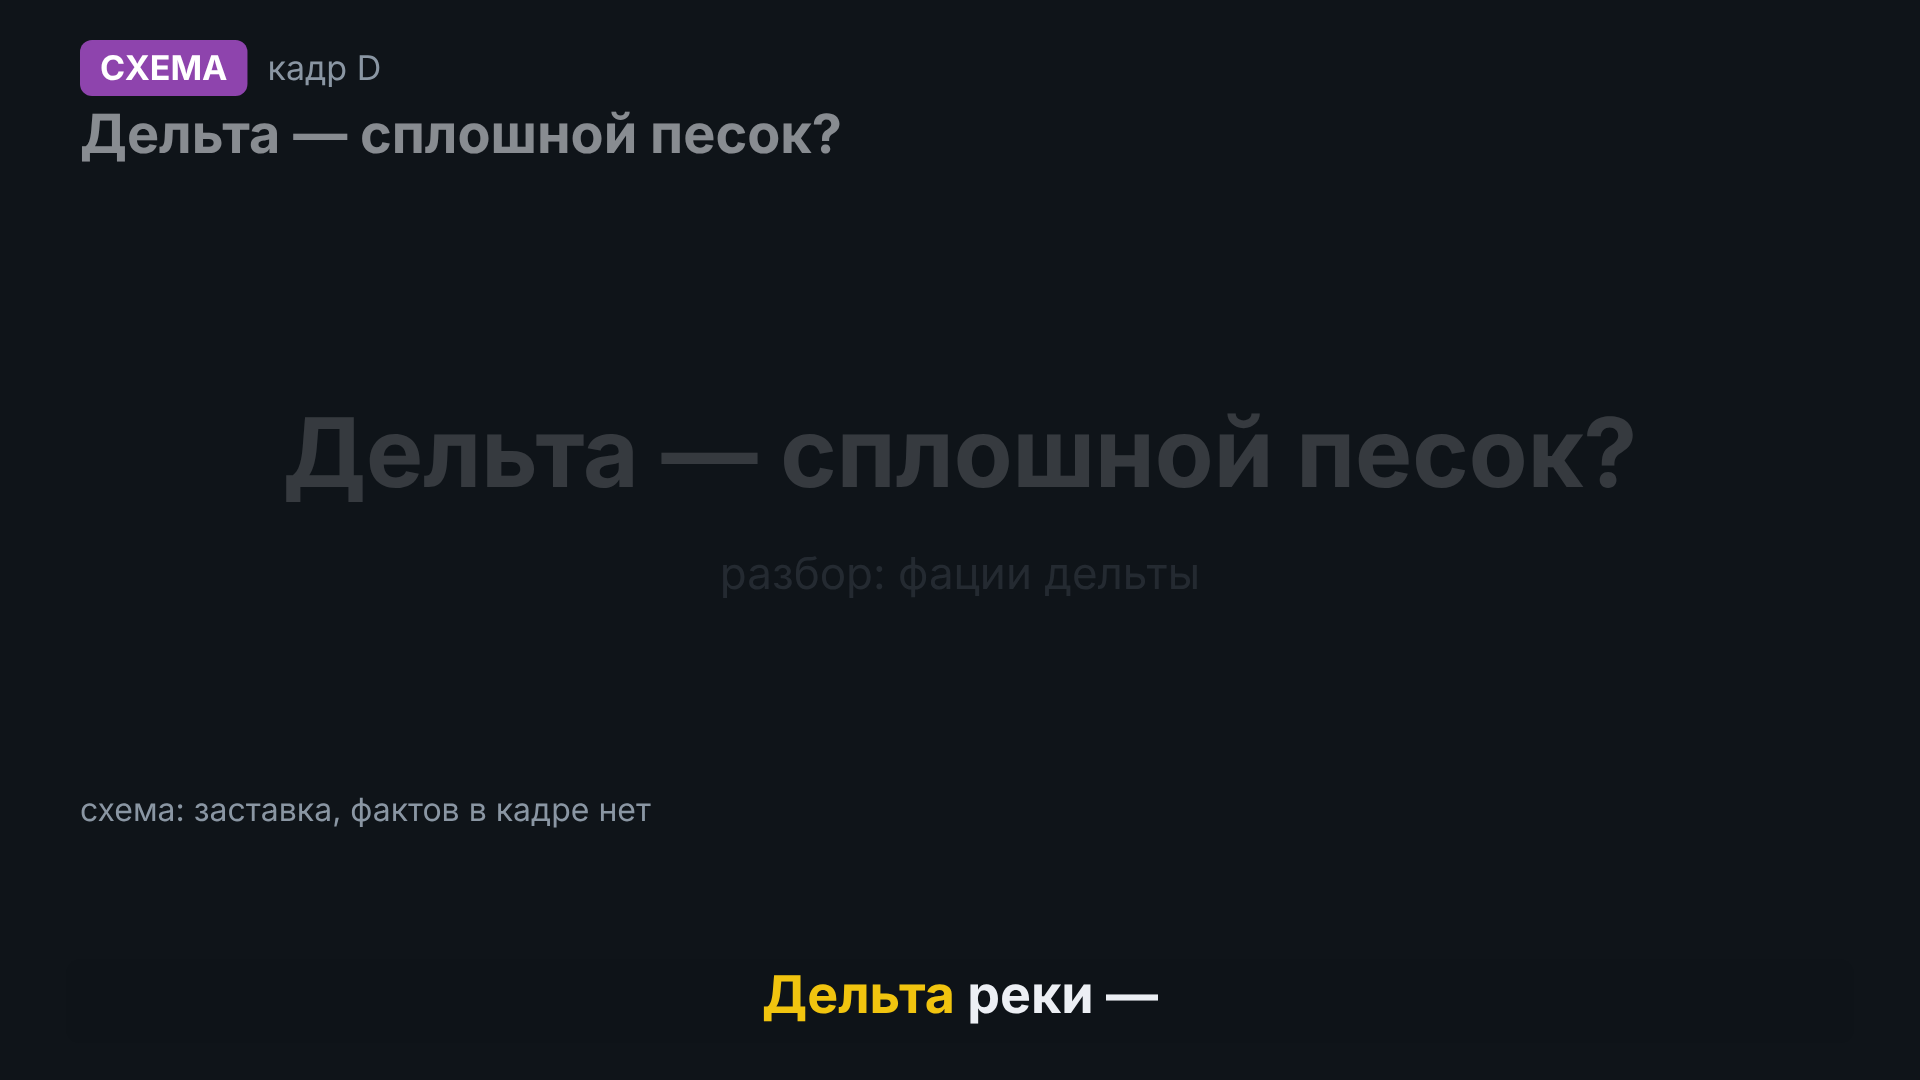 СХЕМА кадр D
Дельта — сплошной песок?
Дельта — сплошной песок?
разбор: фации дельты
схема: заставка, фактов в кадре нет
Дельта реки —